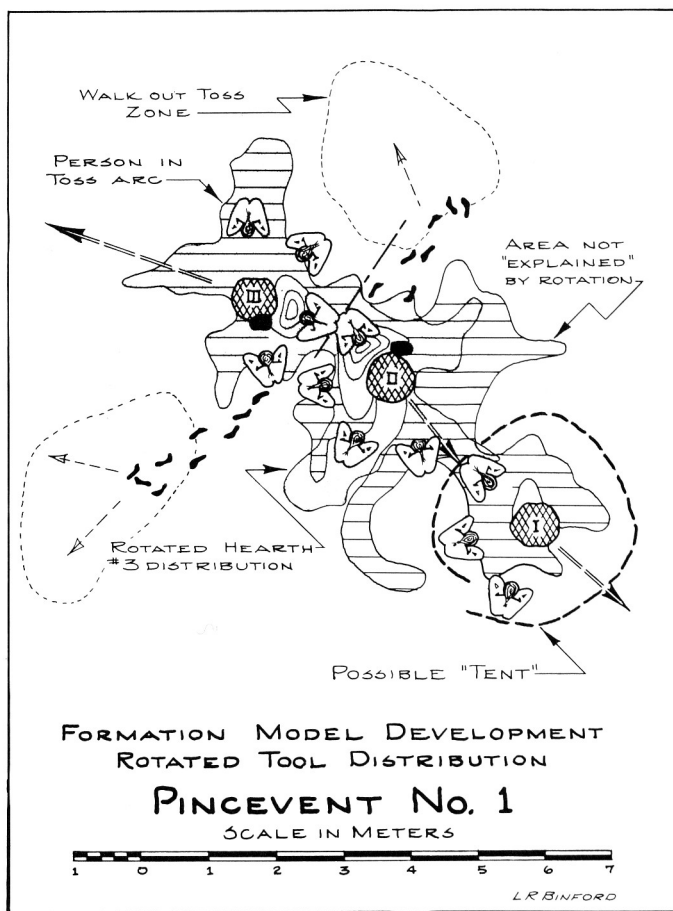 WALK OUT TOSS
ZONE
PERSON IN
TOSS ARC
AREA NOT
"EXPLAINED"
BY ROTATION
III
II
I
ROTATED HEARTH
#3 DISTRIBUTION
POSSIBLE "TENT"
FORMATION MODEL DEVELOPMENT
ROTATED TOOL DISTRIBUTION
PINCEVENT NO. 1
SCALE IN METERS
1 0 1 2 3 4 5 6 7
LR BINFORD